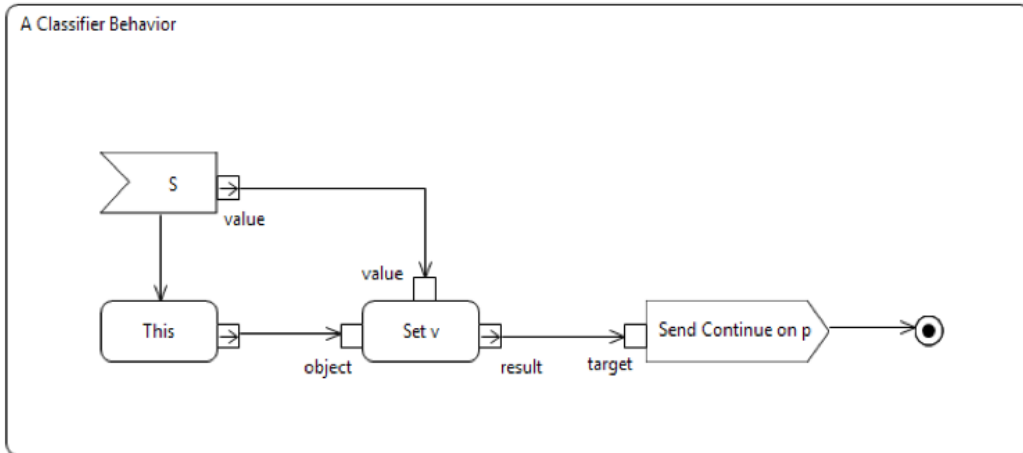 A Classifier Behavior
S
value
value
This
Set v
Send Continue on p
object
result
target